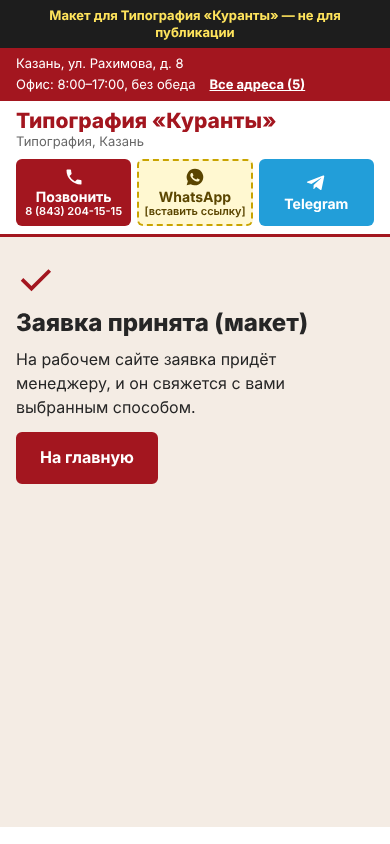 Макет для Типография «Куранты» — не для
публикации
Казань, ул. Рахимова, д. 8
Офис: 8:00–17:00, без обеда Все адреса (5)
Типография «Куранты»
Типография, Казань
Позвонить
8 (843) 204-15-15
WhatsApp
[вставить ссылку]
Telegram
Заявка принята (макет)
На рабочем сайте заявка придёт
менеджеру, и он свяжется с вами
выбранным способом.
На главную